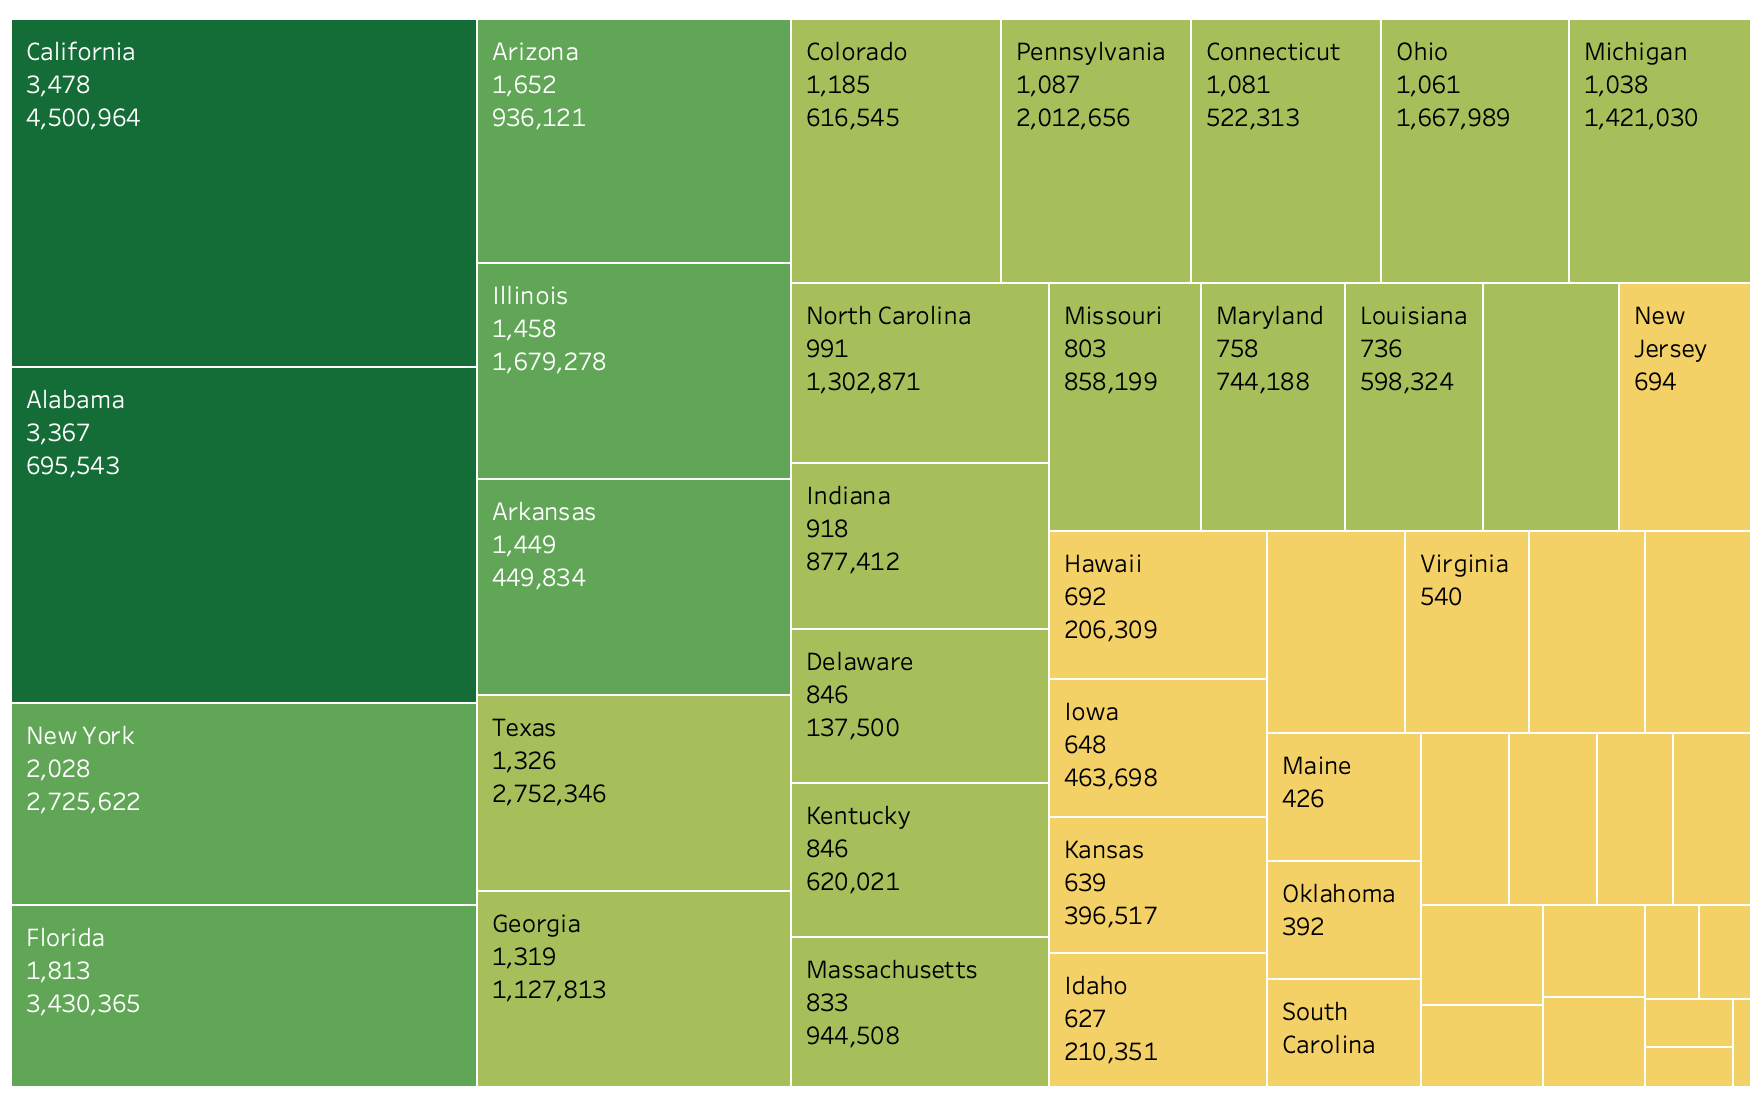 California
3,478
4,500,964
Alabama
3,367
695,543
New York
2,028
2,725,622
Florida
1,813
3,430,365
Arizona
1,652
936,121
Illinois
1,458
1,679,278
Arkansas
1,449
449,834
Texas
1,326
2,752,346
Georgia
1,319
1,127,813
Colorado
1,185
616,545
Pennsylvania
1,087
2,012,656
Connecticut
1,081
522,313
Ohio
1,061
1,667,989
Michigan
1,038
1,421,030
North Carolina
991
1,302,871
Indiana
918
877,412
Delaware
846
137,500
Kentucky
846
620,021
Massachusetts
833
944,508
Missouri
803
858,199
Maryland
758
744,188
Louisiana
736
598,324
New
Jersey
694
Hawaii
692
206,309
Iowa
648
463,698
Kansas
639
396,517
Idaho
627
210,351
Virginia
540
Maine
426
Oklahoma
392
South
Carolina